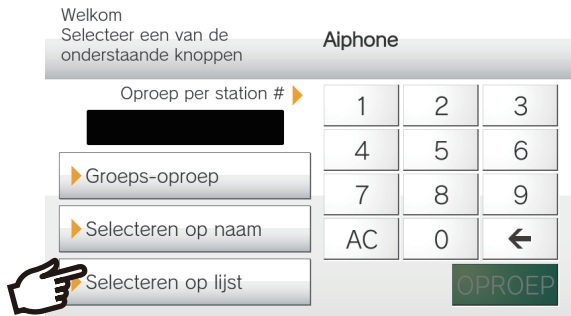 Welkom
Selecteer een van de
onderstaande knoppen
Aiphone
Oproep per station #
Groeps-oproep
Selecteren op naam
Selecteren op lijst
1 2 3
4 5 6
7 8 9
AC 0 ←
OPROEP